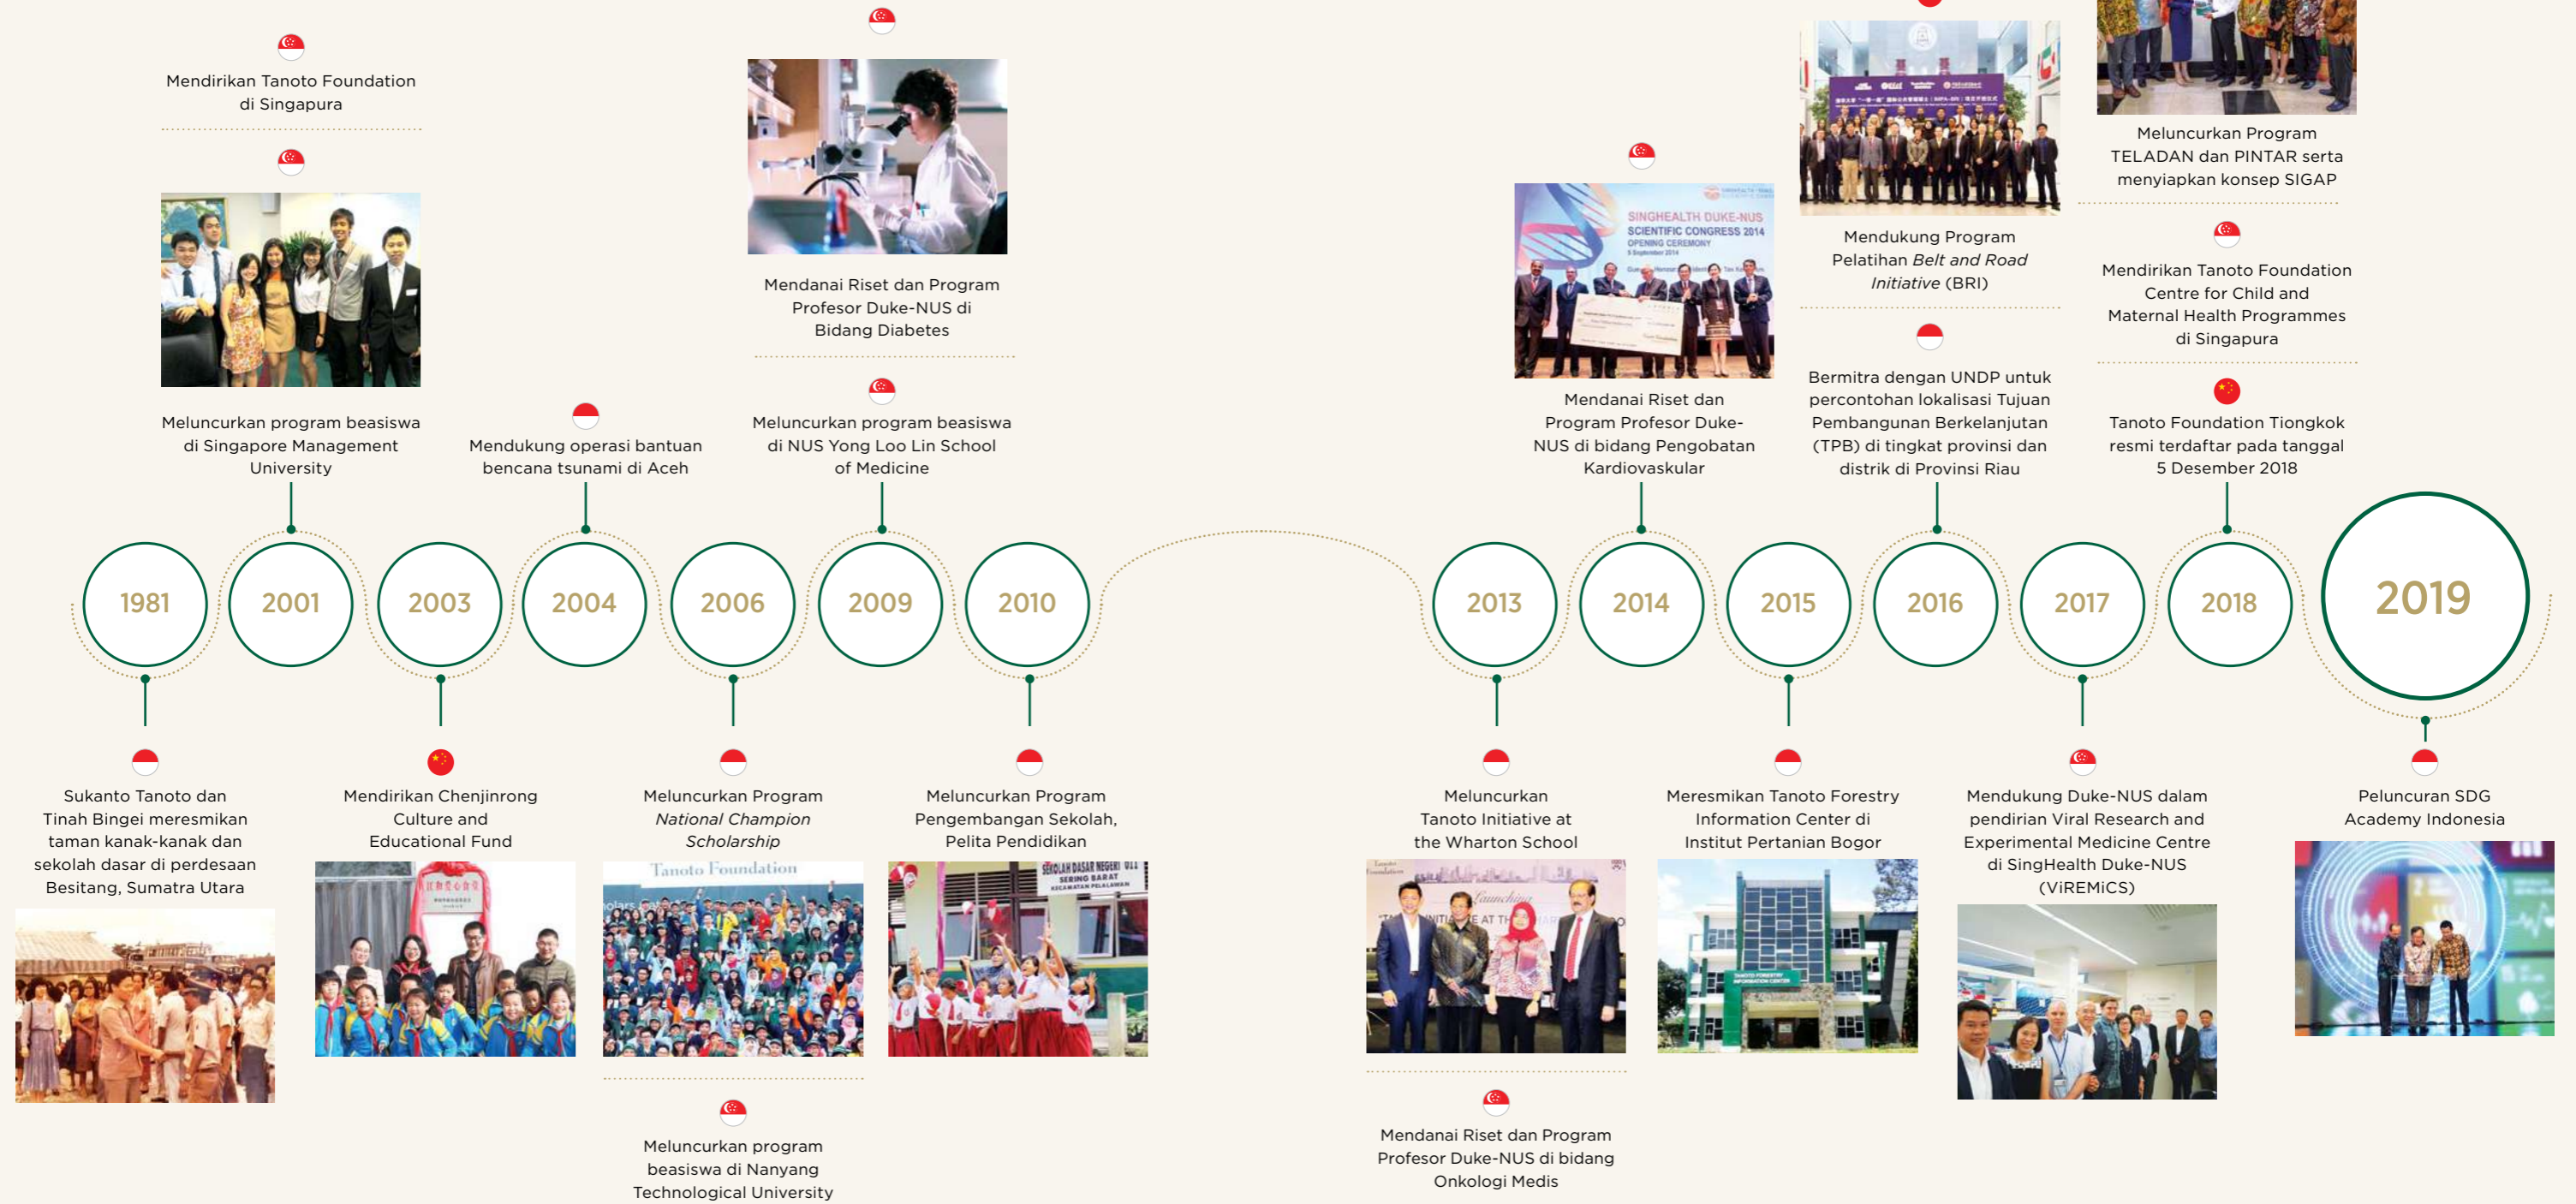 Mendirikan Tanoto Foundation
di Singapura
Meluncurkan program beasiswa
di Singapore Management
University
Mendukung operasi bantuan
bencana tsunami di Aceh
Mendanai Riset dan Program
Profesor Duke-NUS di
Bidang Diabetes
Meluncurkan program beasiswa
di NUS Yong Loo Lin School
of Medicine
SINGHEALTH DUKE-NUS
SCIENTIFIC CONGRESS 2014
OPENING CEREMONY
5 September 2014
Mendanai Riset dan
Program Profesor Duke-
NUS di bidang Pengobatan
Kardiovaskular
Mendukung Program
Pelatihan Belt and Road
Initiative (BRI)
Bermitra dengan UNDP untuk
percontohan lokalisasi Tujuan
Pembangunan Berkelanjutan
(TPB) di tingkat provinsi dan
distrik di Provinsi Riau
Meluncurkan Program
TELADAN dan PINTAR serta
menyiapkan konsep SIGAP
Mendirikan Tanoto Foundation
Centre for Child and
Maternal Health Programmes
di Singapura
Tanoto Foundation Tiongkok
resmi terdaftar pada tanggal
5 Desember 2018
1981
2001
2003
2004
2006
2009
2010
2013
2014
2015
2016
2017
2018
2019
Sukanto Tanoto dan
Tinah Bingei meresmikan
taman kanak-kanak dan
sekolah dasar di perdesaan
Besitang, Sumatra Utara
Mendirikan Chenjinrong
Culture and
Educational Fund
Meluncurkan Program
National Champion
Scholarship
Tanoto Foundation
Meluncurkan program
beasiswa di Nanyang
Technological University
Meluncurkan Program
Pengembangan Sekolah,
Pelita Pendidikan
SEKOLAH DASAR NEGERI 011
SERING BARAT
KECAMATAN PELALAWAN
Meluncurkan
Tanoto Initiative at
the Wharton School
Launching
Mendanai Riset dan Program
Profesor Duke-NUS di bidang
Onkologi Medis
Meresmikan Tanoto Forestry
Information Center di
Institut Pertanian Bogor
TANOTO FORESTRY
INFORMATION CENTER
Mendukung Duke-NUS dalam
pendirian Viral Research and
Experimental Medicine Centre
di SingHealth Duke-NUS
(ViREMiCS)
Peluncuran SDG
Academy Indonesia